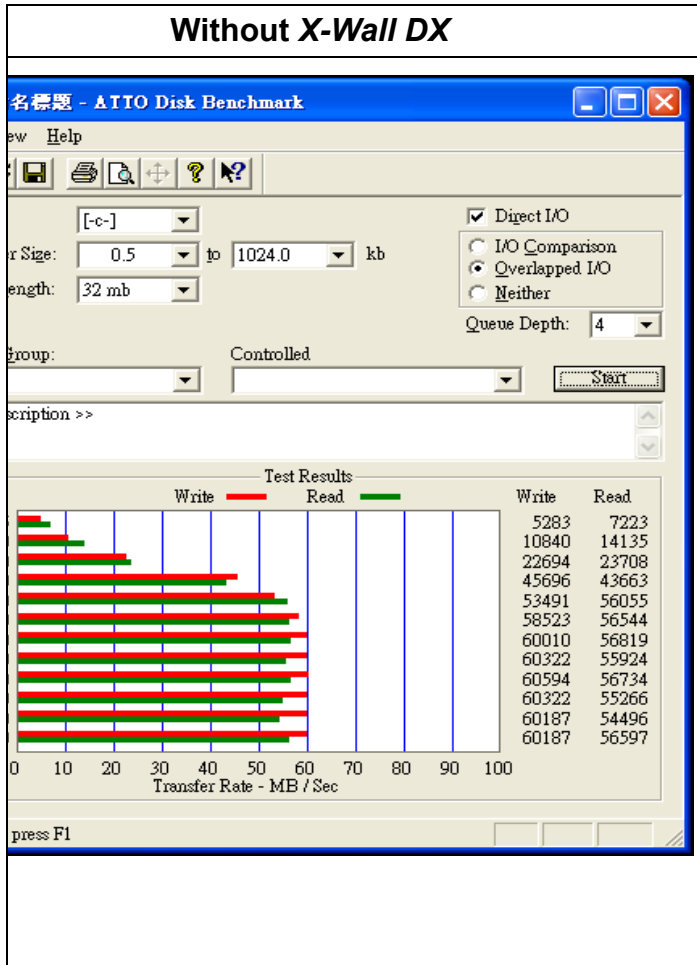 Without X-Wall DX
名標題 - ATTO Disk Benchmark
ew Help
[-c-]
Direct I/O
r Size: 0.5 to 1024.0 kb
I/O Comparison
Overlapped I/O
ength: 32 mb
Neither
Queue Depth: 4
Group: Controlled
Start
scription >>
Test Results
Write Read Write Read
5283 7223
10840 14135
22694 23708
45696 43663
53491 56055
58523 56544
60010 56819
60322 55924
60594 56734
60322 55266
60187 54496
60187 56597
0 10 20 30 40 50 60 70 80 90 100
Transfer Rate - MB / Sec
press F1